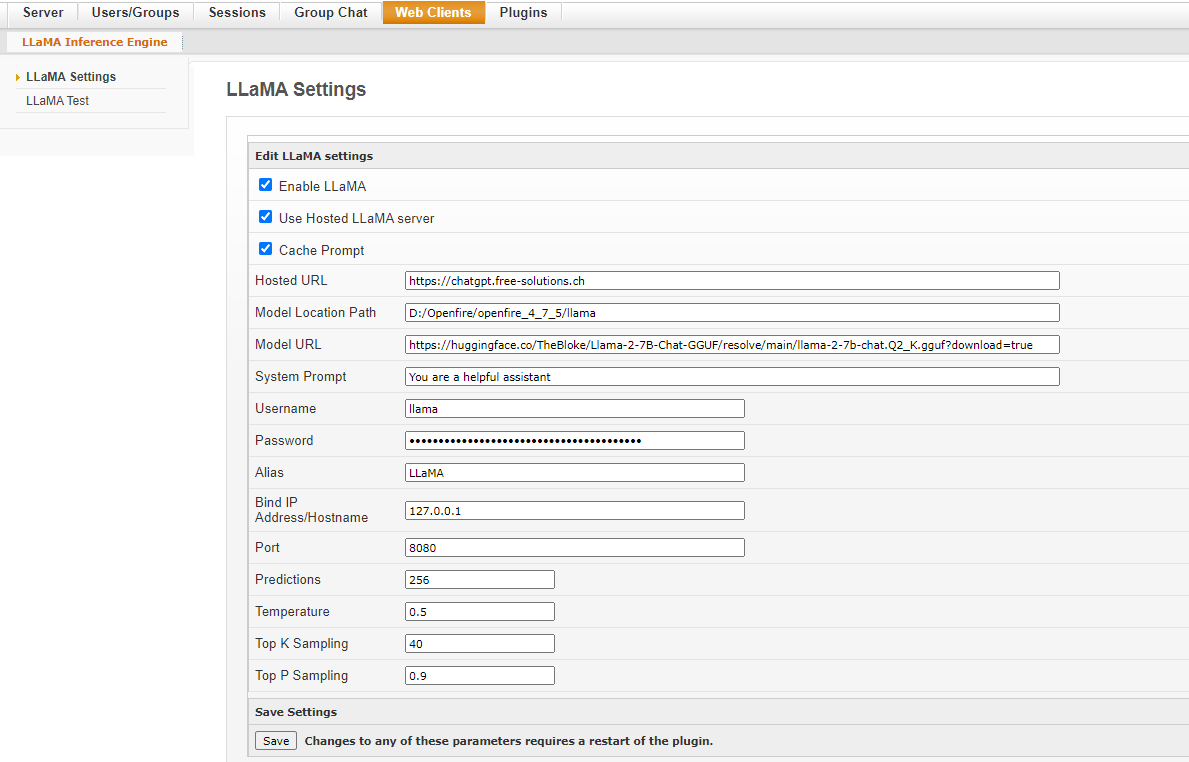 Server Users/Groups Sessions Group Chat Web Clients Plugins
LLaMA Inference Engine
LLaMA Settings
LLaMA Test
LLaMA Settings
Edit LLaMA settings
Enable LLaMA
Use Hosted LLaMA server
Cache Prompt
Hosted URL https://chatgpt.free-solutions.ch
Model Location Path D:/Openfire/openfire_4_7_5/llama
Model URL https://huggingface.co/TheBloke/Llama-2-7B-Chat-GGUF/resolve/main/llama-2-7b-chat.Q2_K.gguf?download=true
System Prompt You are a helpful assistant
Username llama
Password ••••••••••••••••••••••••••••••••••••••••
Alias LLaMA
Bind IP
Address/Hostname 127.0.0.1
Port 8080
Predictions 256
Temperature 0.5
Top K Sampling 40
Top P Sampling 0.9
Save Settings
Save Changes to any of these parameters requires a restart of the plugin.